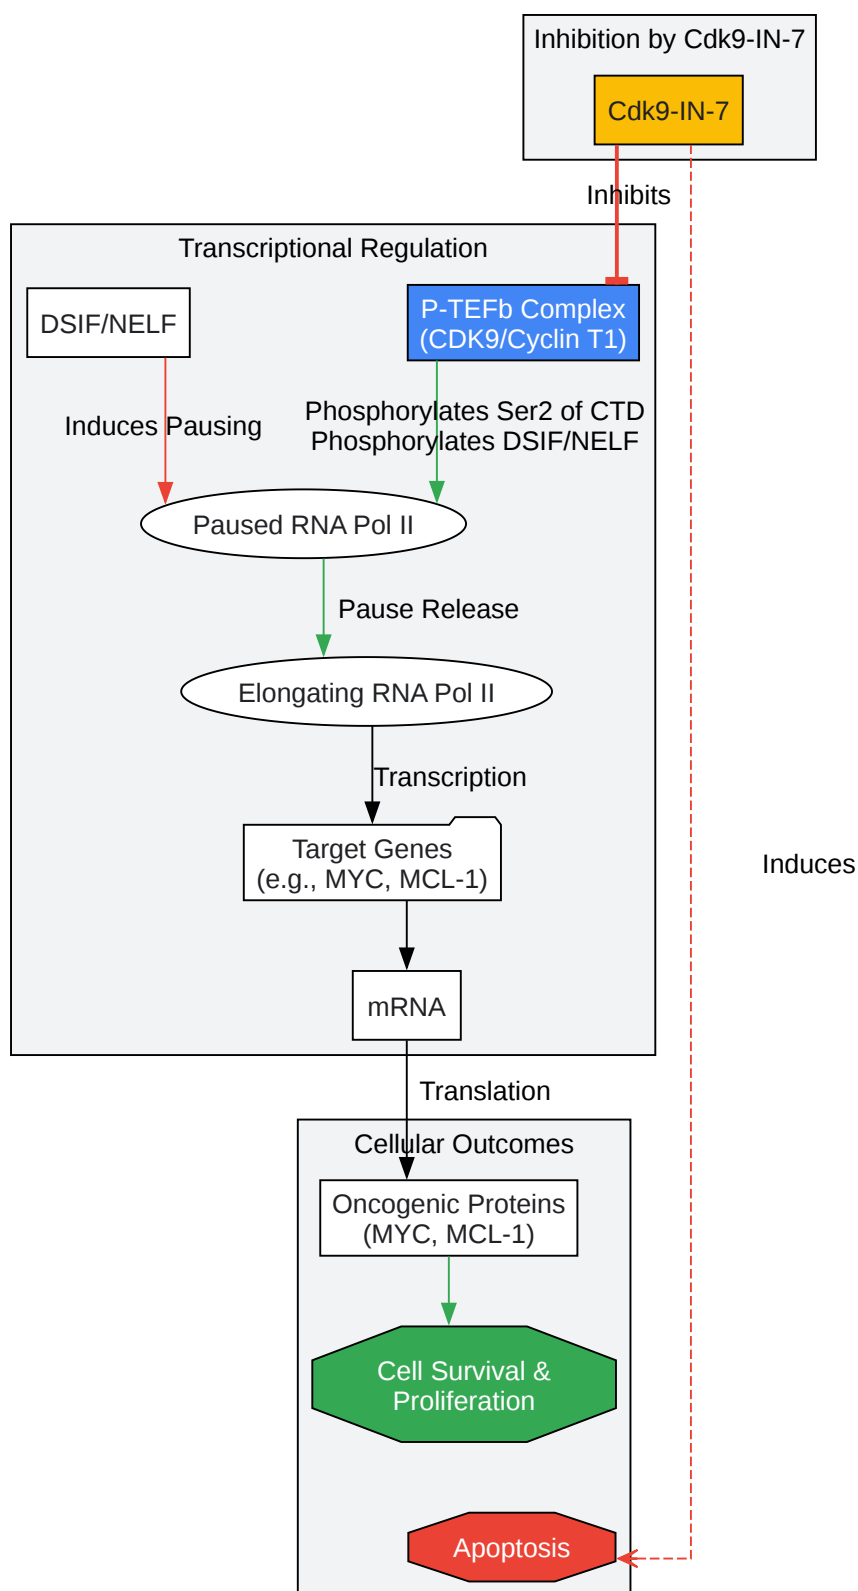 Inhibition by Cdk9-IN-7
Cdk9-IN-7
Inhibits
Transcriptional Regulation
DSIF/NELF
P-TEFb Complex
(CDK9/Cyclin T1)
Induces Pausing
Phosphorylates Ser2 of CTD
Phosphorylates DSIF/NELF
Paused RNA Pol II
Pause Release
Elongating RNA Pol II
Transcription
Target Genes
(e.g., MYC, MCL-1)
Induces
mRNA
Translation
Cellular Outcomes
Oncogenic Proteins
(MYC, MCL-1)
Cell Survival &
Proliferation
Apoptosis